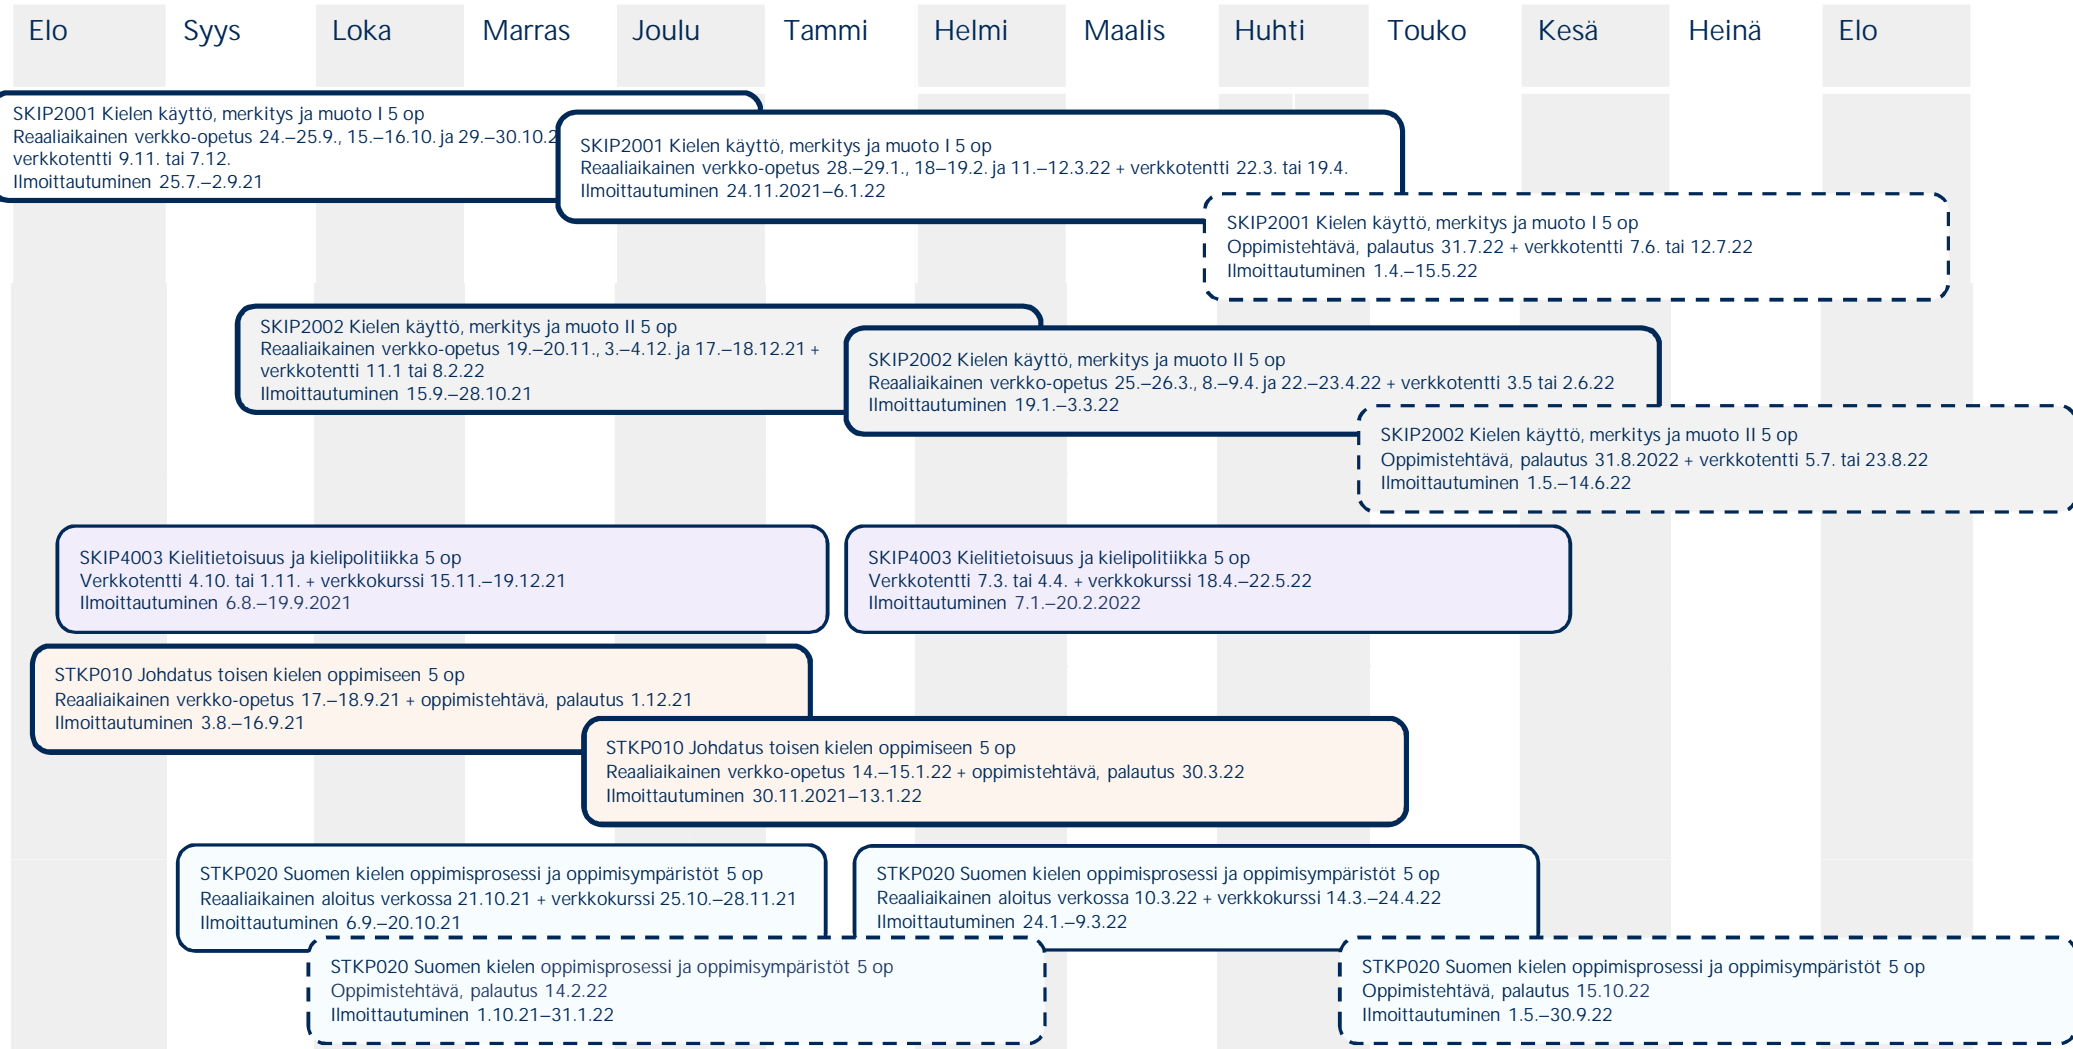 Elo Syys Loka Marras Joulu Tammi Helmi Maalis Huhti Touko Kesä Heinä Elo
SKIP2001 Kielen käyttö, merkitys ja muoto I 5 op
Reaaliaikainen verkko-opetus 24.–25.9., 15.–16.10. ja 29.–30.10.2
verkkotentti 9.11. tai 7.12.
Ilmoittautuminen 25.7.–2.9.21
SKIP2001 Kielen käyttö, merkitys ja muoto I 5 op
Reaaliaikainen verkko-opetus 28.–29.1., 18–19.2. ja 11.–12.3.22 + verkkotentti 22.3. tai 19.4.
Ilmoittautuminen 24.11.2021–6.1.22
SKIP2001 Kielen käyttö, merkitys ja muoto I 5 op
Oppimistehtävä, palautus 31.7.22 + verkkotentti 7.6. tai 12.7.22
Ilmoittautuminen 1.4.–15.5.22
SKIP2002 Kielen käyttö, merkitys ja muoto II 5 op
Reaaliaikainen verkko-opetus 19.–20.11., 3.–4.12. ja 17.–18.12.21 +
verkkotentti 11.1 tai 8.2.22
Ilmoittautuminen 15.9.–28.10.21
SKIP2002 Kielen käyttö, merkitys ja muoto II 5 op
Reaaliaikainen verkko-opetus 25.–26.3., 8.–9.4. ja 22.–23.4.22 + verkkotentti 3.5 tai 2.6.22
Ilmoittautuminen 19.1.–3.3.22
SKIP2002 Kielen käyttö, merkitys ja muoto II 5 op
Oppimistehtävä, palautus 31.8.2022 + verkkotentti 5.7. tai 23.8.22
Ilmoittautuminen 1.5.–14.6.22
SKIP4003 Kielitietoisuus ja kielipolitiikka 5 op
Verkkotentti 4.10. tai 1.11. + verkkokurssi 15.11.–19.12.21
Ilmoittautuminen 6.8.–19.9.2021
SKIP4003 Kielitietoisuus ja kielipolitiikka 5 op
Verkkotentti 7.3. tai 4.4. + verkkokurssi 18.4.–22.5.22
Ilmoittautuminen 7.1.–20.2.2022
STKP010 Johdatus toisen kielen oppimiseen 5 op
Reaaliaikainen verkko-opetus 17.–18.9.21 + oppimistehtävä, palautus 1.12.21
Ilmoittautuminen 3.8.–16.9.21
STKP010 Johdatus toisen kielen oppimiseen 5 op
Reaaliaikainen verkko-opetus 14.–15.1.22 + oppimistehtävä, palautus 30.3.22
Ilmoittautuminen 30.11.2021–13.1.22
STKP020 Suomen kielen oppimisprosessi ja oppimisympäristöt 5 op
Reaaliaikainen aloitus verkossa 21.10.21 + verkkokurssi 25.10.–28.11.21
Ilmoittautuminen 6.9.–20.10.21
STKP020 Suomen kielen oppimisprosessi ja oppimisympäristöt 5 op
Reaaliaikainen aloitus verkossa 10.3.22 + verkkokurssi 14.3.–24.4.22
Ilmoittautuminen 24.1.–9.3.22
STKP020 Suomen kielen oppimisprosessi ja oppimisympäristöt 5 op
Oppimistehtävä, palautus 14.2.22
Ilmoittautuminen 1.10.21–31.1.22
STKP020 Suomen kielen oppimisprosessi ja oppimisympäristöt 5 op
Oppimistehtävä, palautus 15.10.22
Ilmoittautuminen 1.5.–30.9.22